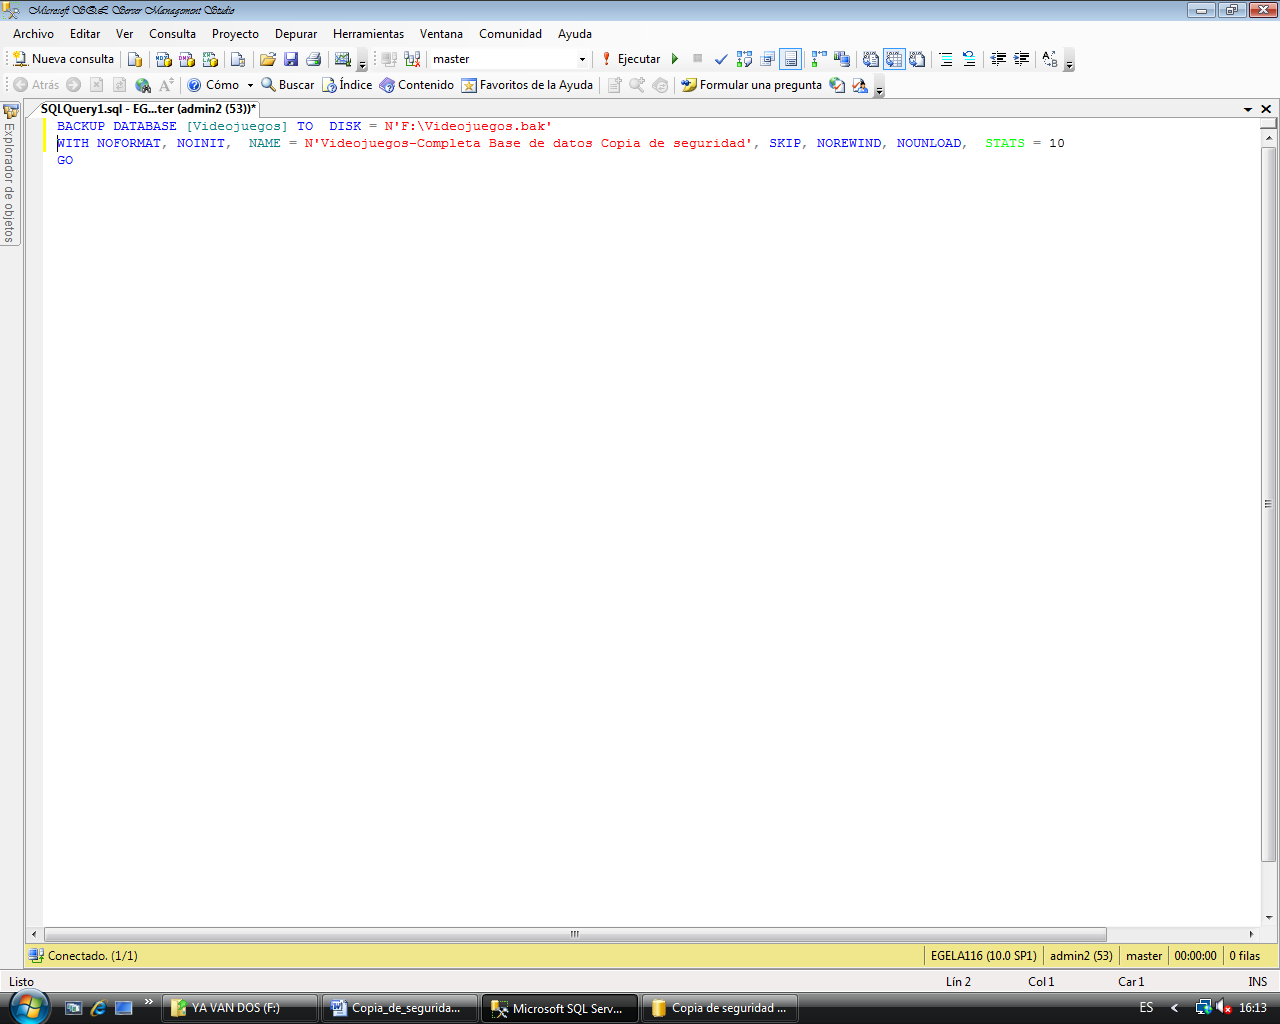 Microsoft SQL Server Management Studio
Archivo Editar Ver Consulta Proyecto Depurar Herramientas Ventana Comunidad Ayuda
Nueva consulta master Ejecutar
Atrás Cómo Buscar Índice Contenido Favoritos de la Ayuda Formular una pregunta
SQLQuery1.sql - EG...ter (admin2 (53))*
Explorador de objetos
BACKUP DATABASE [Videojuegos] TO  DISK = N'F:\Videojuegos.bak'
WITH NOFORMAT, NOINIT,  NAME = N'Videojuegos-Completa Base de datos Copia de seguridad', SKIP, NOREWIND, NOUNLOAD,  STATS = 10
GO
Conectado. (1/1) EGELA116 (10.0 SP1) admin2 (53) master 00:00:00 0 filas
Listo Lín 2 Col 1 Car 1 INS
YA VAN DOS (F:) Copia_de_segurida... Microsoft SQL Serv... Copia de seguridad ... ES 16:13